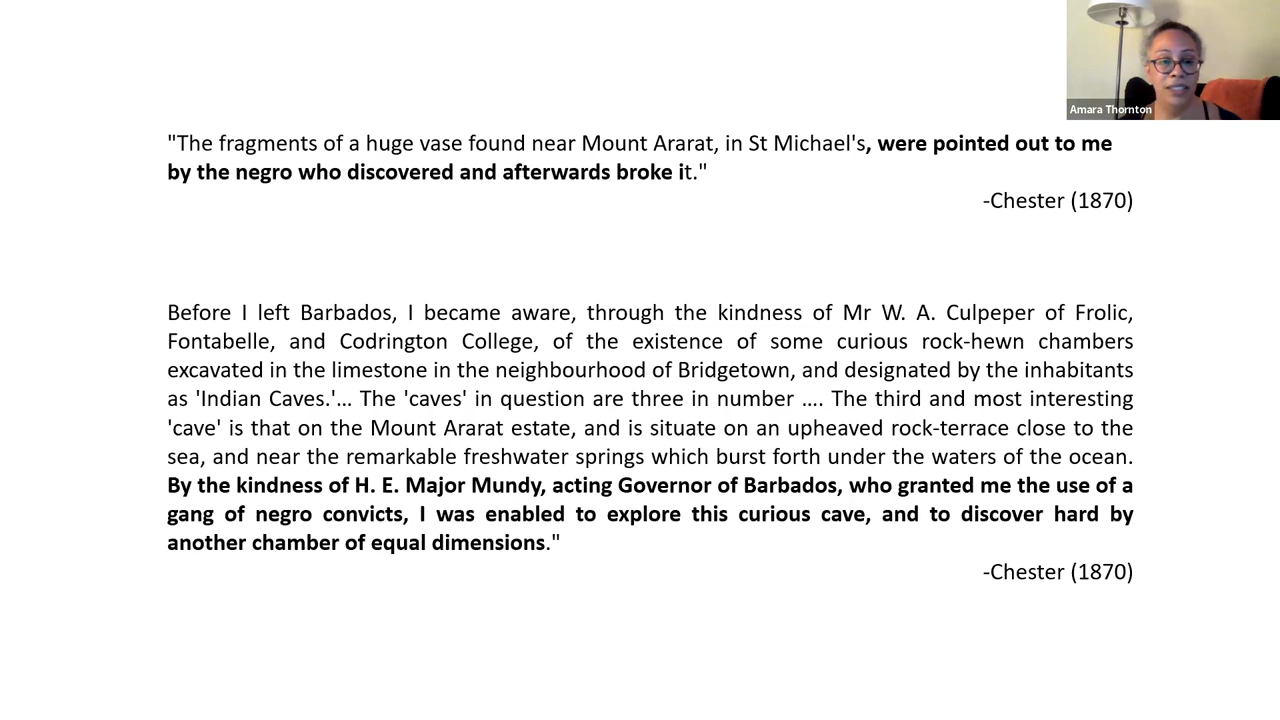 Amara Thornton
"The fragments of a huge vase found near Mount Ararat, in St Michael's, were pointed out to me
by the negro who discovered and afterwards broke it."
-Chester (1870)
Before I left Barbados, I became aware, through the kindness of Mr W. A. Culpeper of Frolic,
Fontabelle, and Codrington College, of the existence of some curious rock-hewn chambers
excavated in the limestone in the neighbourhood of Bridgetown, and designated by the inhabitants
as 'Indian Caves.'... The 'caves' in question are three in number .... The third and most interesting
'cave' is that on the Mount Ararat estate, and is situate on an upheaved rock-terrace close to the
sea, and near the remarkable freshwater springs which burst forth under the waters of the ocean.
By the kindness of H. E. Major Mundy, acting Governor of Barbados, who granted me the use of a
gang of negro convicts, I was enabled to explore this curious cave, and to discover hard by
another chamber of equal dimensions."
-Chester (1870)